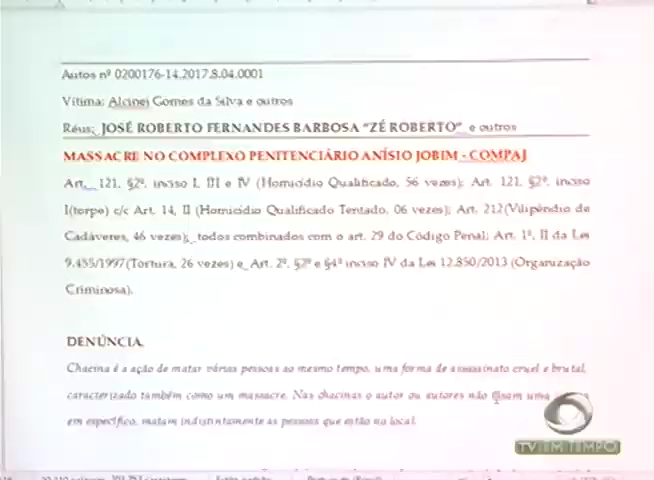 Autos nº 0200176-14.2017.8.04.0001
Vítima: Alcinei Gomes da Silva e outros
Réus: JOSÉ ROBERTO FERNANDES BARBOSA "ZÉ ROBERTO" e outros
MASSACRE NO COMPLEXO PENITENCIÁRIO ANÍSIO JOBIM - COMPAJ
Art. 121, §2º, inciso I, III e IV (Homicídio Qualificado, 56 vezes); Art. 121, §2º, inciso
I(torpe) c/c Art. 14, II (Homicídio Qualificado Tentado, 06 vezes); Art. 212(Vilipêndio de
Cadáveres, 46 vezes); todos combinados com o art. 29 do Código Penal; Art. 1º, II da Lei
9.455/1997(Tortura, 26 vezes) e Art. 2º, §2º e §4º inciso IV da Lei 12.850/2013 (Organização
Criminosa).
DENÚNCIA.
Chacina é a ação de matar várias pessoas ao mesmo tempo, uma forma de assassinato cruel e brutal,
caracterizado também como um massacre. Nas chacinas o autor ou autores não visam uma
em específico, matam indistintamente as pessoas que estão no local.
TV EM TEMPO